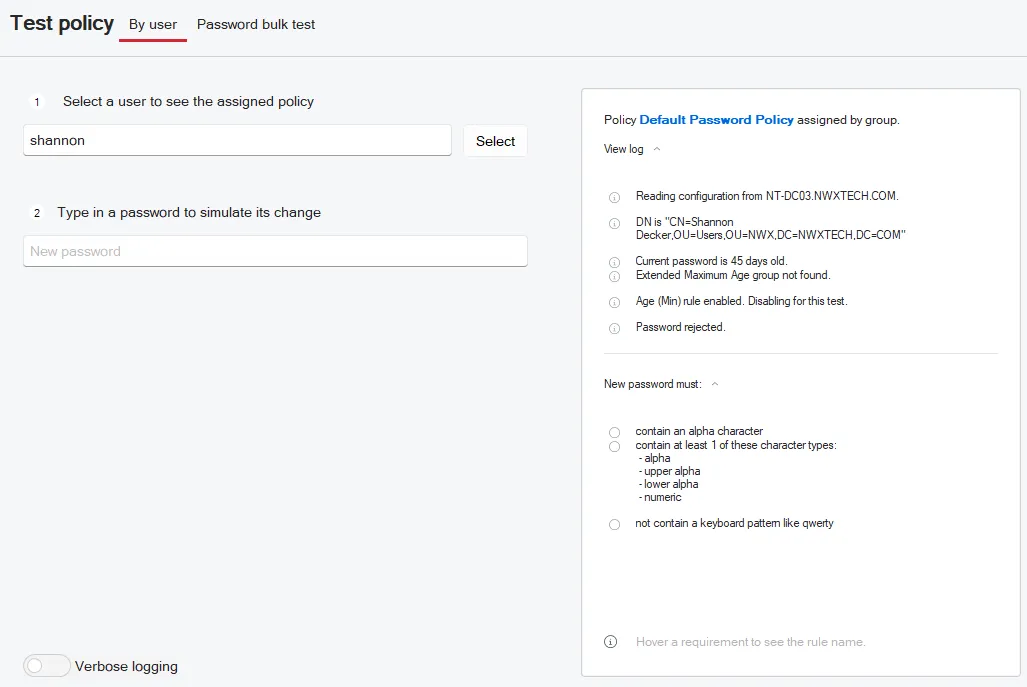 Test policy By user Password bulk test
1 Select a user to see the assigned policy
shannon
Select
2 Type in a password to simulate its change
New password
Verbose logging
Policy Default Password Policy assigned by group.
View log
Reading configuration from NT-DC03.NWXTECH.COM.
DN is "CN=Shannon
Decker,OU=Users,OU=NWX,DC=NWXTECH,DC=COM"
Current password is 45 days old.
Extended Maximum Age group not found.
Age (Min) rule enabled. Disabling for this test.
Password rejected.
New password must:
contain an alpha character
contain at least 1 of these character types:
- alpha
- upper alpha
- lower alpha
- numeric
not contain a keyboard pattern like qwerty
Hover a requirement to see the rule name.